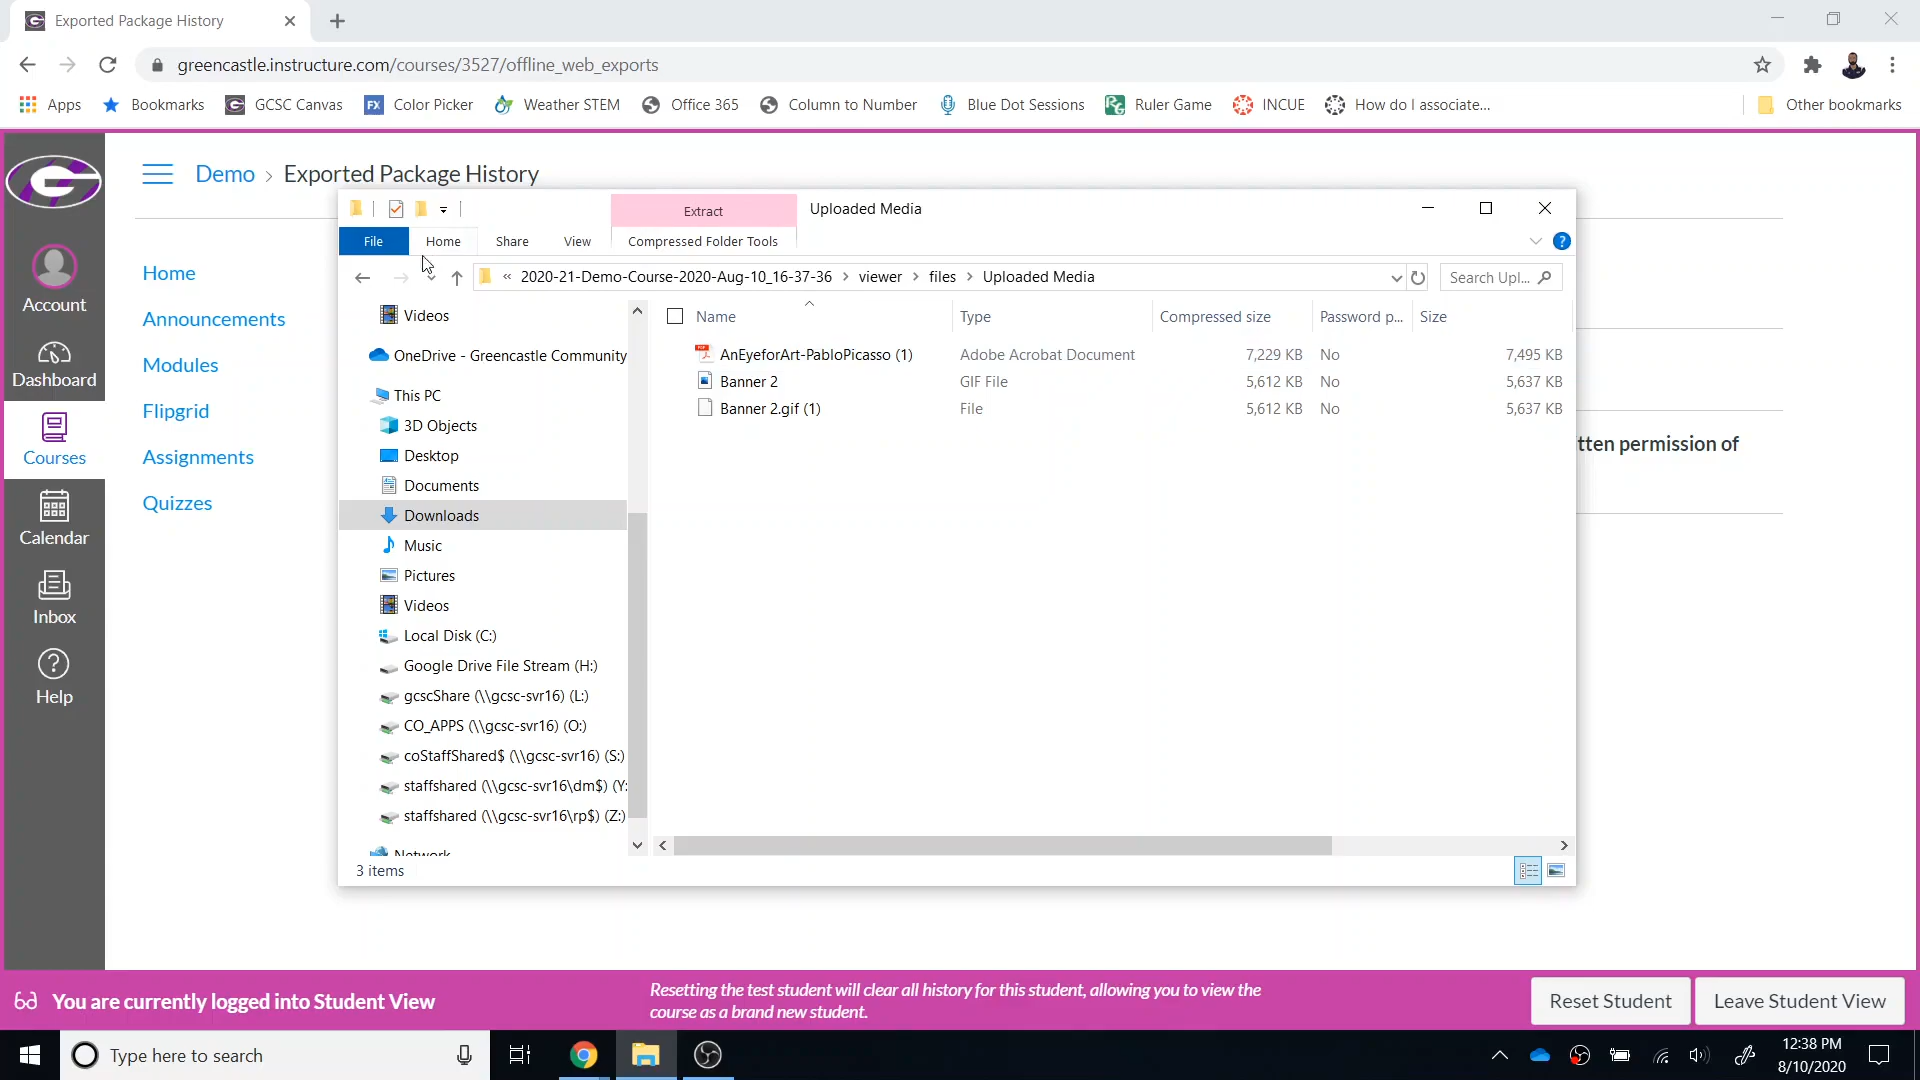 Exported Package History
greencastle.instructure.com/courses/3527/offline_web_exports
Apps Bookmarks GCSC Canvas FX Color Picker Weather STEM Office 365 Column to Number Blue Dot Sessions RG Ruler Game INCUE How do I associate... Other bookmarks
Demo > Exported Package History
Account
Dashboard
Courses
Calendar
Inbox
Help
Home
Announcements
Modules
Flipgrid
Assignments
Quizzes
Extract
Uploaded Media
File Home Share View Compressed Folder Tools
« 2020-21-Demo-Course-2020-Aug-10_16-37-36 > viewer > files > Uploaded Media
Search Upl...
Videos
OneDrive - Greencastle Community
This PC
3D Objects
Desktop
Documents
Downloads
Music
Pictures
Videos
Local Disk (C:)
Google Drive File Stream (H:)
gcscShare (\\gcsc-svr16) (L:)
CO_APPS (\\gcsc-svr16) (O:)
coStaffShared$ (\\gcsc-svr16) (S:)
staffshared (\\gcsc-svr16\dm$) (Y:
staffshared (\\gcsc-svr16\rp$) (Z:)
Network
Name Type Compressed size Password p... Size
AnEyeforArt-PabloPicasso (1) Adobe Acrobat Document 7,229 KB No 7,495 KB
Banner 2 GIF File 5,612 KB No 5,637 KB
Banner 2.gif (1) File 5,612 KB No 5,637 KB
3 items
tten permission of
You are currently logged into Student View
Resetting the test student will clear all history for this student, allowing you to view the
course as a brand new student.
Reset Student
Leave Student View
Type here to search
12:38 PM
8/10/2020